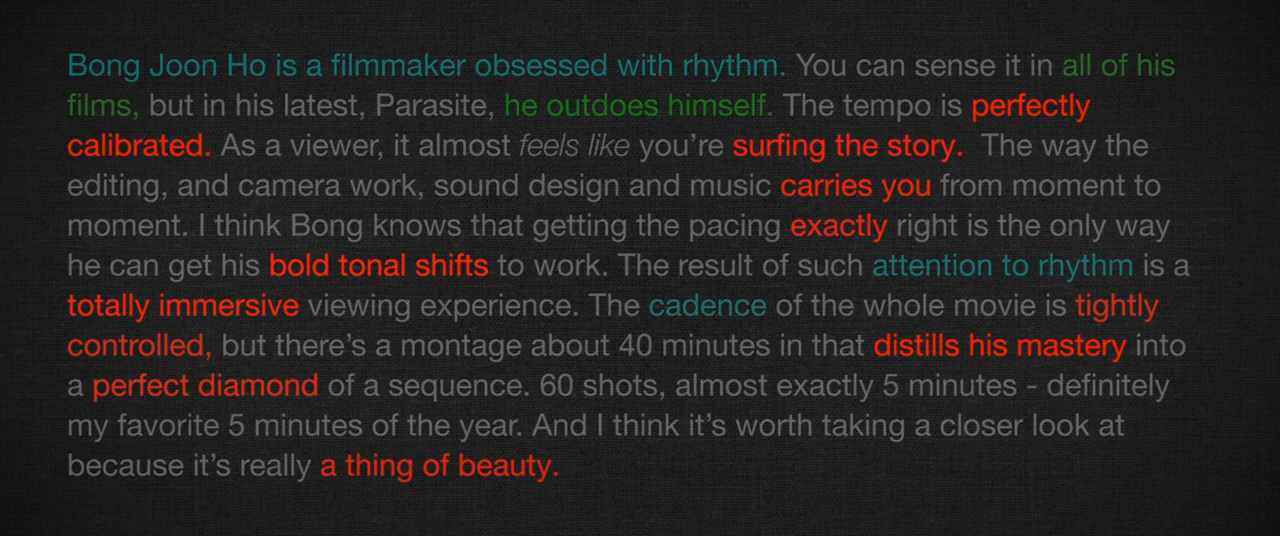 Bong Joon Ho is a filmmaker obsessed with rhythm. You can sense it in all of his
films, but in his latest, Parasite, he outdoes himself. The tempo is perfectly
calibrated. As a viewer, it almost feels like you’re surfing the story.  The way the
editing, and camera work, sound design and music carries you from moment to
moment. I think Bong knows that getting the pacing exactly right is the only way
he can get his bold tonal shifts to work. The result of such attention to rhythm is a
totally immersive viewing experience. The cadence of the whole movie is tightly
controlled, but there’s a montage about 40 minutes in that distills his mastery into
a perfect diamond of a sequence. 60 shots, almost exactly 5 minutes - definitely
my favorite 5 minutes of the year. And I think it’s worth taking a closer look at
because it’s really a thing of beauty.